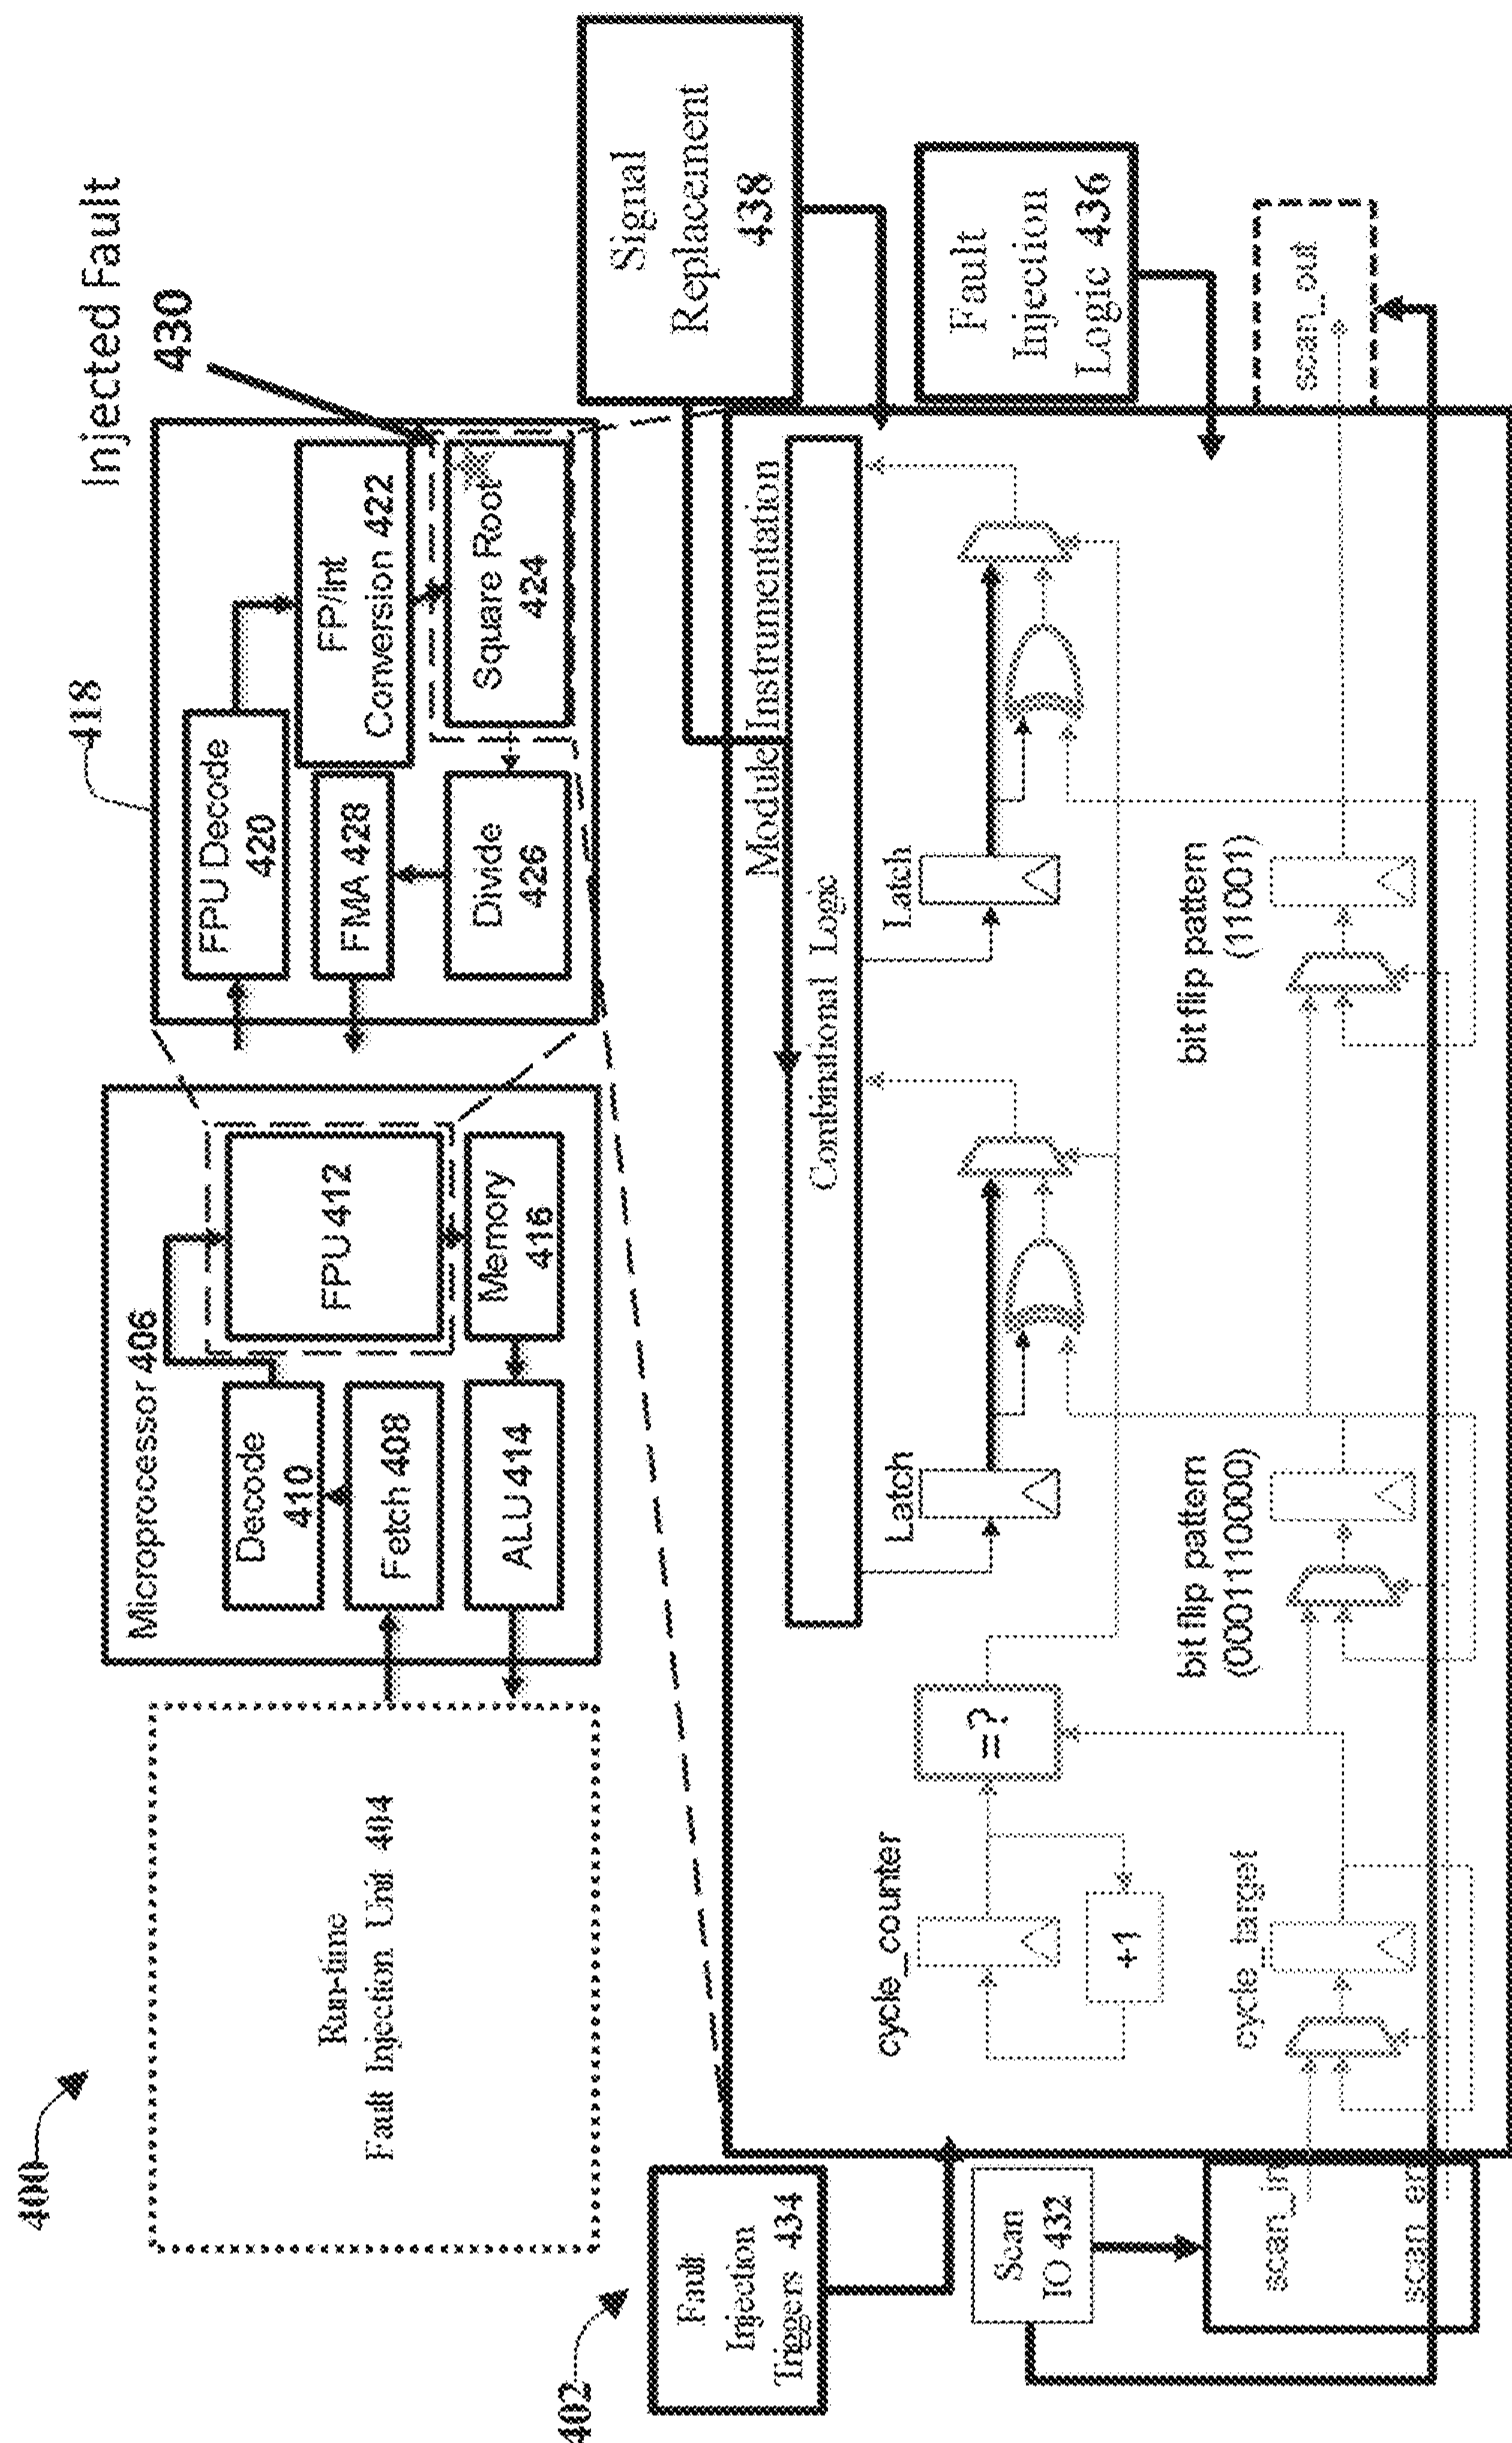 400
Run-time
Fault Injection Unit 404
Microprocessor 406
Decode
410
Fetch 408
ALU 414
FPU 412
Memory
416
418
FPU Decode
420
FMA 428
Divide
426
FP/Int
Conversion 422
Square Root
424
Injected Fault
430
402
Fault
Injection
Triggers 434
Scan
IO 432
scan_in
scan_en
Signal
Replacement
438
Fault
Injection
Logic 436
scan_out
Module Instrumentation
Combinational Logic
cycle_counter
=?
+1
cycle_target
Latch
Latch
bit flip pattern
(000110000)
bit flip pattern
(11001)